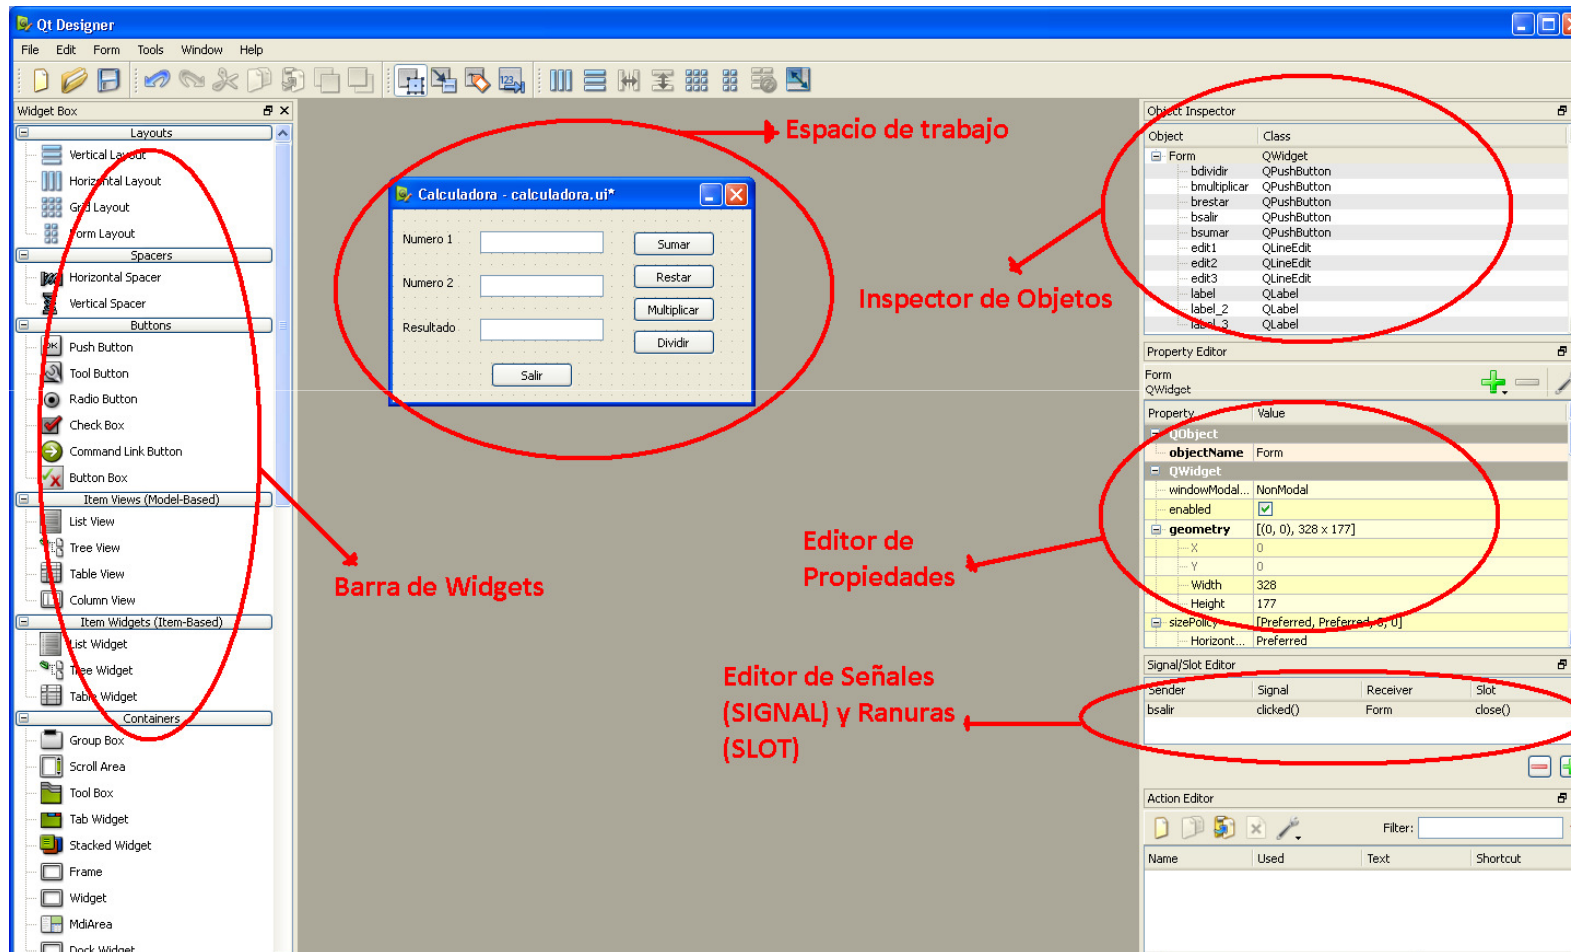 Qt Designer
File Edit Form Tools Window Help
Widget Box
Layouts
Vertical Layout
Horizontal Layout
Grid Layout
Form Layout
Spacers
Horizontal Spacer
Vertical Spacer
Buttons
OK
Push Button
Tool Button
Radio Button
Check Box
Command Link Button
Button Box
Item Views (Model-Based)
List View
Tree View
Table View
Column View
Item Widgets (Item-Based)
List Widget
Tree Widget
Table Widget
Containers
Group Box
Scroll Area
Tool Box
Tab Widget
Stacked Widget
Frame
Widget
MdiArea
Dock Widget
Espacio de trabajo
Calculadora - calculadora.ui*
Numero 1
Sumar
Restar
Numero 2
Multiplicar
Resultado
Dividir
Salir
Barra de Widgets
Inspector de Objetos
Editor de
Propiedades
Editor de Señales
(SIGNAL) y Ranuras
(SLOT)
Object Inspector
Object Class
Form QWidget
bdividir QPushButton
bmultiplicar QPushButton
brestar QPushButton
bsalir QPushButton
bsumar QPushButton
edit1 QLineEdit
edit2 QLineEdit
edit3 QLineEdit
label QLabel
label_2 QLabel
label_3 QLabel
Property Editor
Form
QWidget
Property Value
QObject
objectName Form
QWidget
windowModal... NonModal
enabled
geometry [(0, 0), 328 x 177]
X 0
Y 0
Width 328
Height 177
sizePolicy [Preferred, Preferred, 0, 0]
Horizont... Preferred
Signal/Slot Editor
Sender Signal Receiver Slot
bsalir clicked() Form close()
Action Editor
Filter:
Name Used Text Shortcut